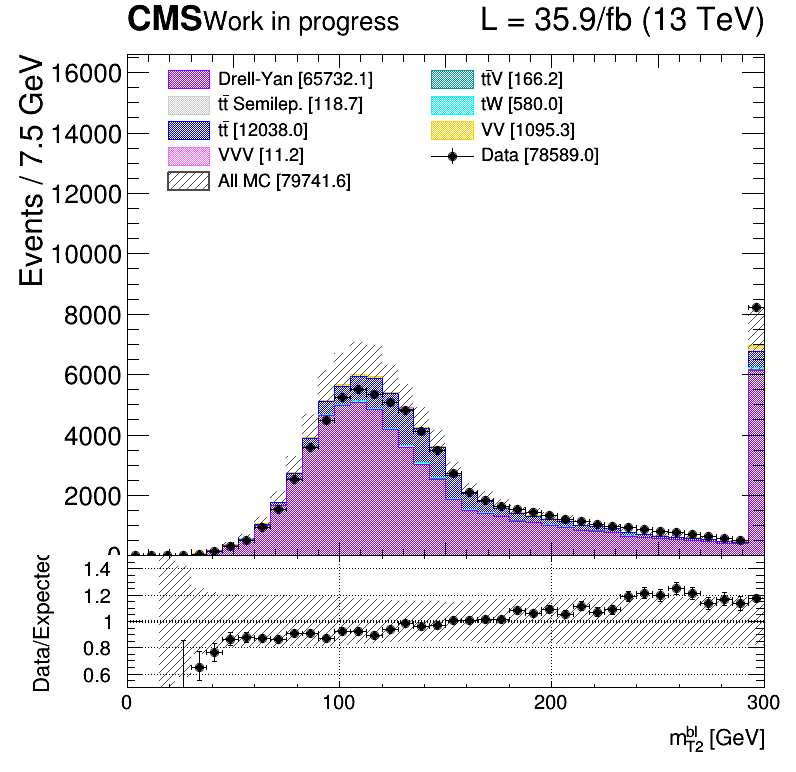 CMS Work in progress L = 35.9/fb (13 TeV)
Events / 7.5 GeV
16000
14000
12000
10000
8000
6000
4000
2000
0
Drell-Yan [65732.1]
tt̄ Semilep. [118.7]
tt̄ [12038.0]
VVV [11.2]
All MC [79741.6]
tt̄V [166.2]
tW [580.0]
VV [1095.3]
Data [78589.0]
Data/Expected
1.4
1.2
1
0.8
0.6
0 100 200 300
m_{T2}^{bl} [GeV]